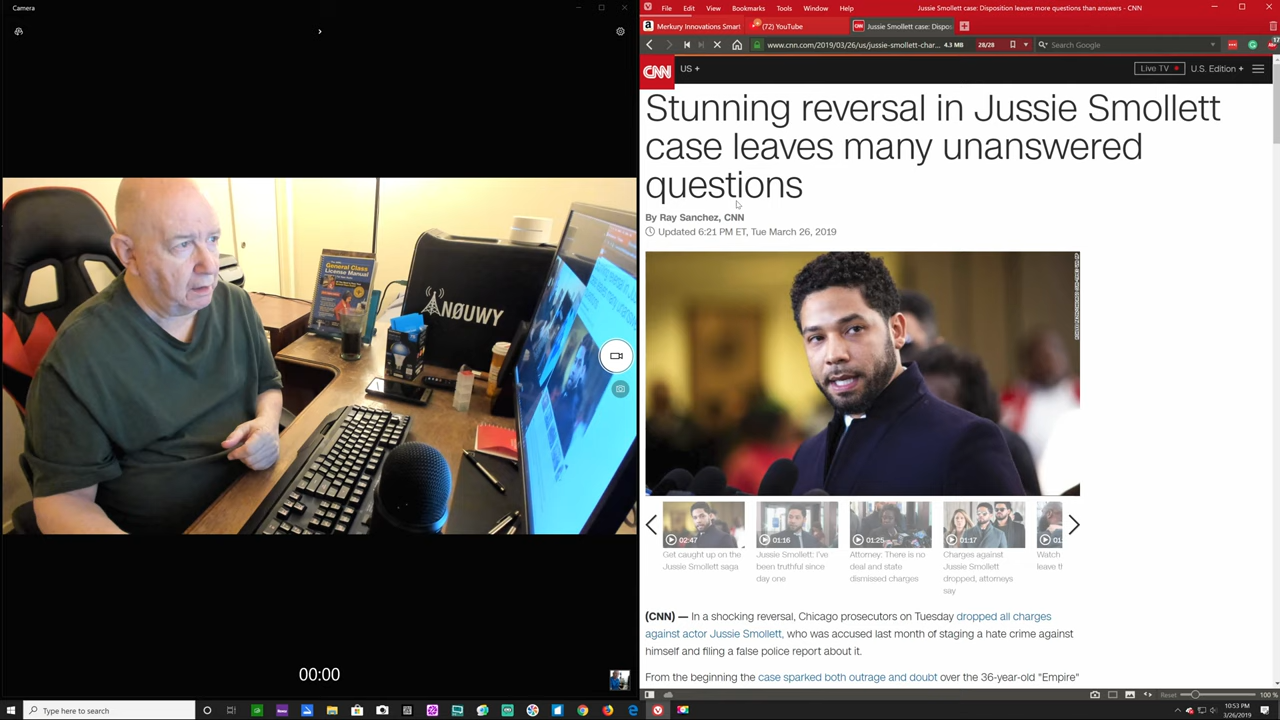 Camera
General Class
License Manual
NØUWY
00:00
File Edit View Bookmarks Tools Window Help
Jussie Smollett case: Disposition leaves more questions than answers - CNN
Merkury Innovations Smart
(72) YouTube
Jussie Smollett case: Dispos
www.cnn.com/2019/03/26/us/jussie-smollett-char...
4.3 MB
28/28
Search Google
17
CNN
US +
Live TV
U.S. Edition +
Stunning reversal in Jussie Smollett
case leaves many unanswered
questions
By Ray Sanchez, CNN
Updated 6:21 PM ET, Tue March 26, 2019
02:47
01:16
01:25
01:17
01:
Get caught up on the
Jussie Smollett saga
Jussie Smollett: I've
been truthful since
day one
Attorney: There is no
deal and state
dismissed charges
Charges against
Jussie Smollett
dropped, attorneys
say
Watch
leave t
(CNN) — In a shocking reversal, Chicago prosecutors on Tuesday dropped all charges
against actor Jussie Smollett, who was accused last month of staging a hate crime against
himself and filing a false police report about it.
From the beginning the case sparked both outrage and doubt over the 36-year-old "Empire"
Reset
100 %
Type here to search
10:53 PM
3/26/2019